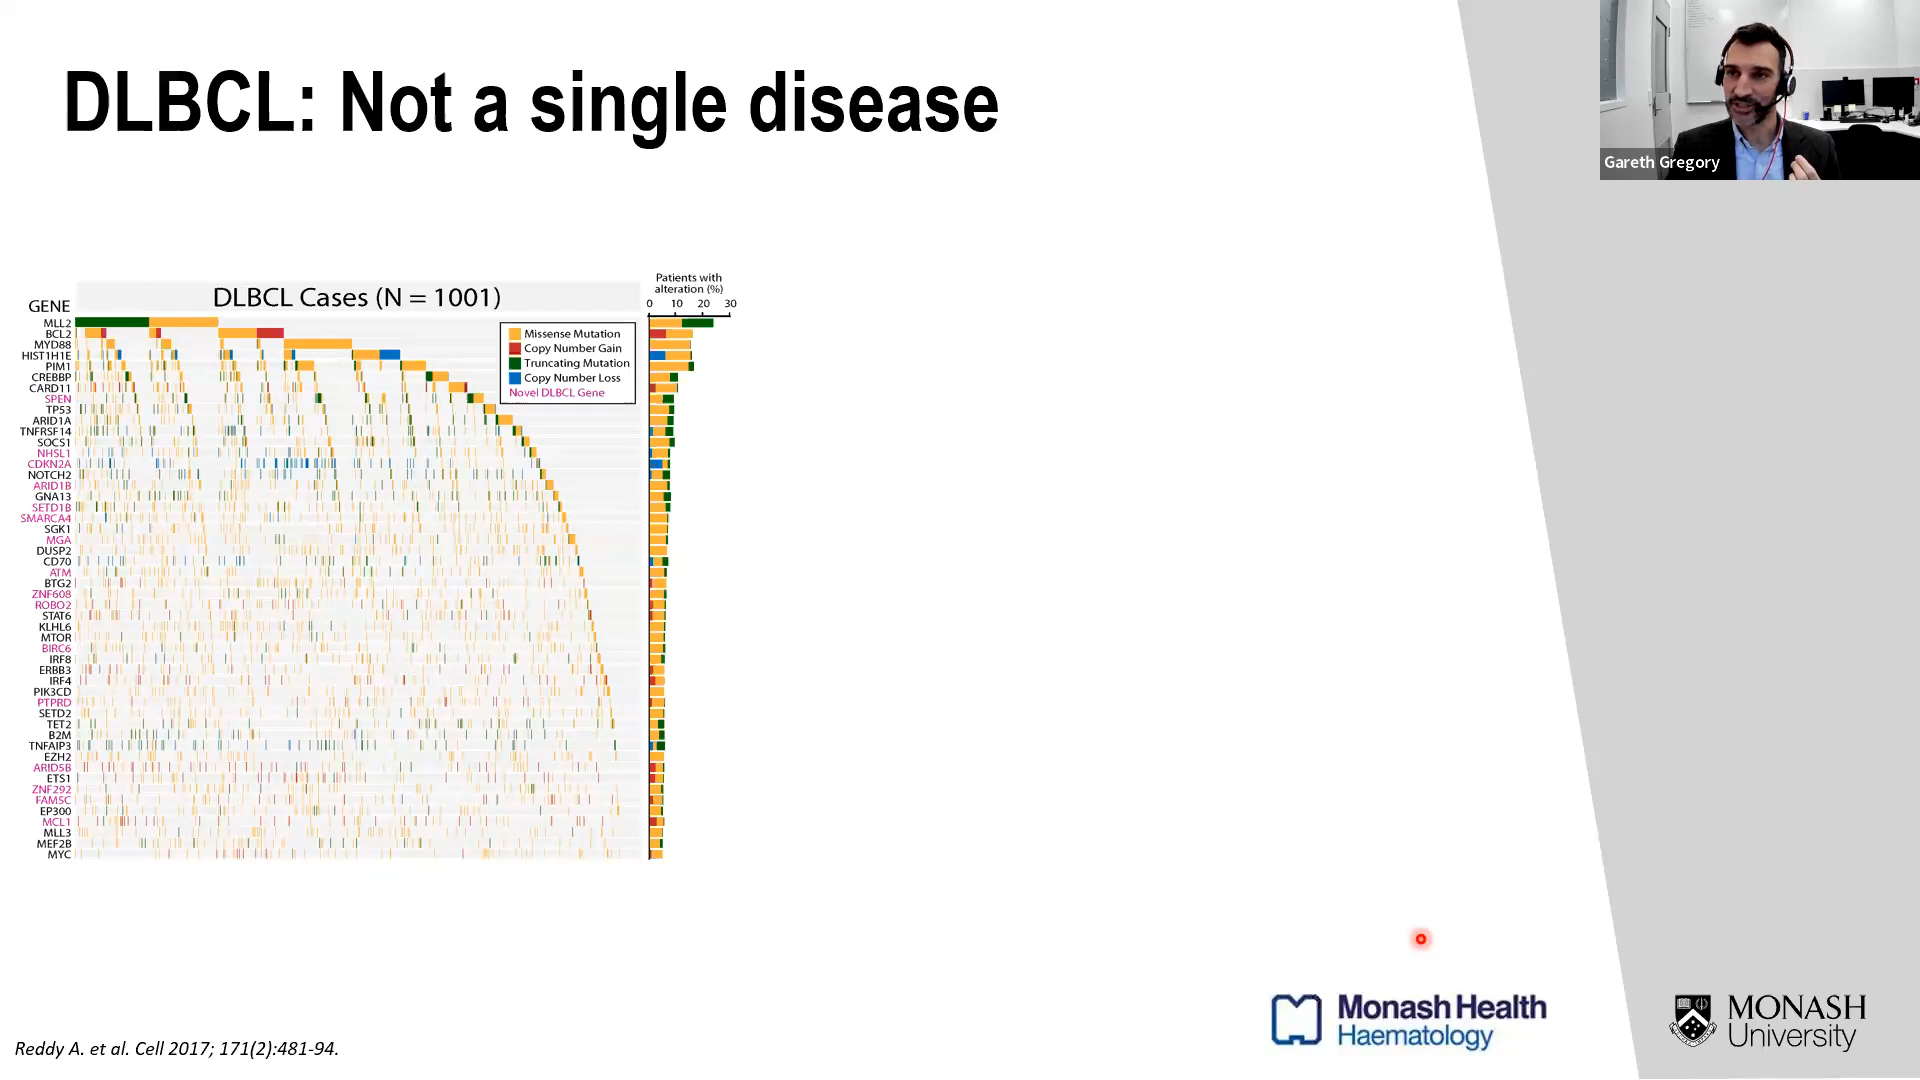 DLBCL: Not a single disease
Gareth Gregory
Patients with
alteration (%)
0 10 20 30
DLBCL Cases (N = 1001)
GENE
Missense Mutation
Copy Number Gain
Truncating Mutation
Copy Number Loss
Novel DLBCL Gene
MLL2
BCL2
MYD88
HIST1H1E
PIM1
CREBBP
CARD11
SPEN
TP53
ARID1A
TNFRSF14
SOCS1
NHSL1
CDKN2A
NOTCH2
ARID1B
GNA13
SETD1B
SMARCA4
SGK1
MGA
DUSP2
CD70
ATM
BTG2
ZNF608
ROBO2
STAT6
KLHL6
MTOR
BIRC6
IRF8
ERBB3
IRF4
PIK3CD
PTPRD
SETD2
TET2
B2M
TNFAIP3
EZH2
ARID5B
ETS1
ZNF292
FAM5C
EP300
MCL1
MLL3
MEF2B
MYC
Monash Health
Haematology
MONASH
University
Reddy A. et al. Cell 2017; 171(2):481-94.